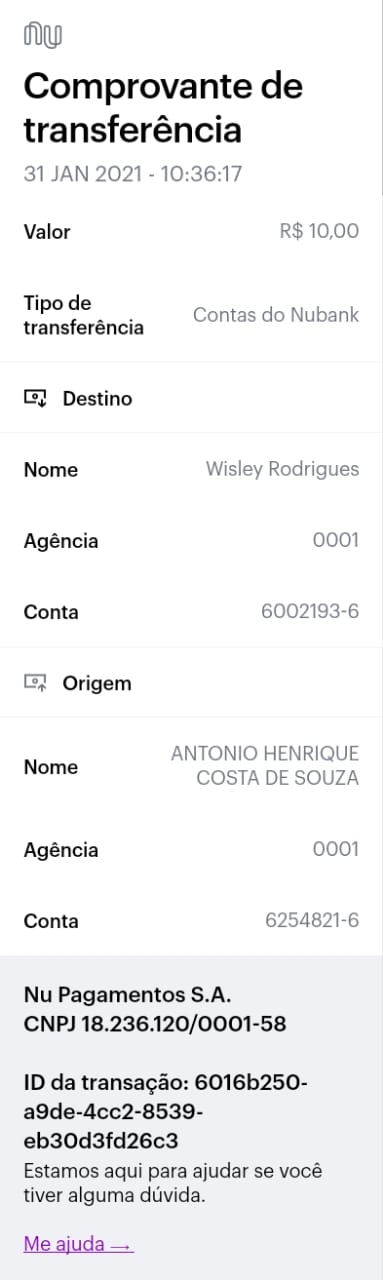 nu
Comprovante de
transferência
31 JAN 2021 - 10:36:17
Valor R$ 10,00
Tipo de
transferência Contas do Nubank
Destino
Nome Wisley Rodrigues
Agência 0001
Conta 6002193-6
Origem
Nome ANTONIO HENRIQUE
COSTA DE SOUZA
Agência 0001
Conta 6254821-6
Nu Pagamentos S.A.
CNPJ 18.236.120/0001-58
ID da transação: 6016b250-
a9de-4cc2-8539-
eb30d3fd26c3
Estamos aqui para ajudar se você
tiver alguma dúvida.
Me ajuda →